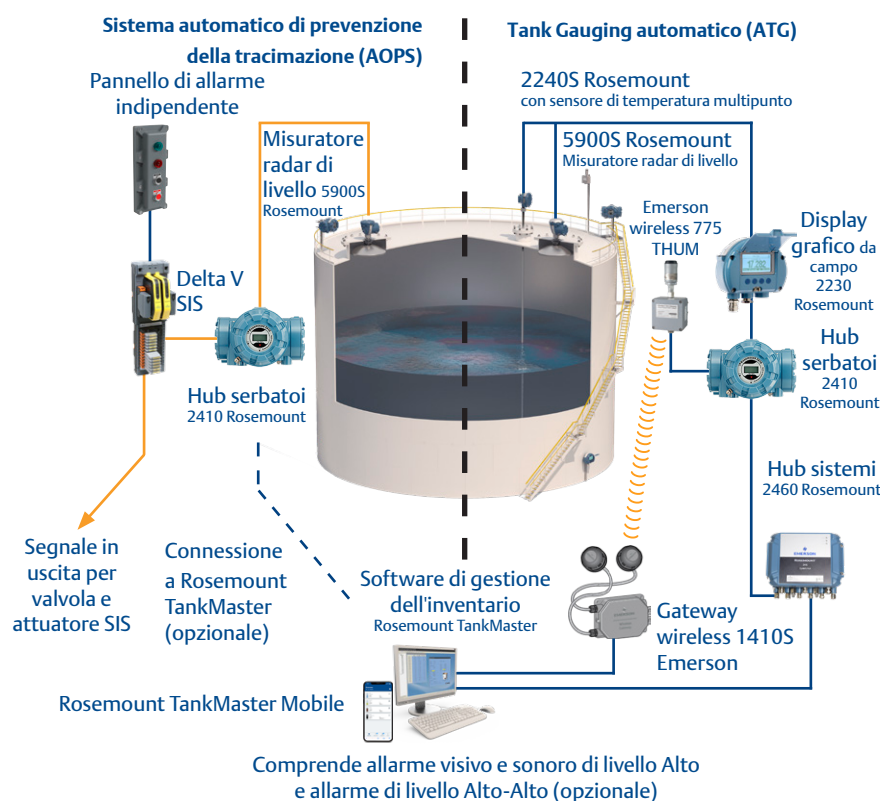 Sistema automatico di prevenzione
della tracimazione (AOPS)
Tank Gauging automatico (ATG)
Pannello di allarme
indipendente
2240S Rosemount
con sensore di temperatura multipunto
Misuratore
radar di
livello 5900S
Rosemount
5900S Rosemount
Misuratore radar di livello
Emerson
wireless 775
THUM
Display
grafico da
campo
2230
Rosemount
Delta V
SIS
Hub serbatoi
2410 Rosemount
Hub
serbatoi
2410
Rosemount
Hub sistemi
2460 Rosemount
Segnale in
uscita per
valvola e
attuatore SIS
Connessione
a Rosemount
TankMaster
(opzionale)
Software di gestione
dell'inventario
Rosemount TankMaster
Gateway
wireless 1410S
Emerson
Rosemount TankMaster Mobile
Comprende allarme visivo e sonoro di livello Alto
e allarme di livello Alto-Alto (opzionale)